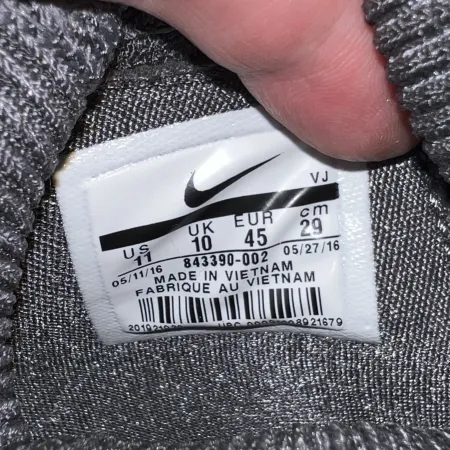 VJ
US UK EUR cm
11 10 45 29
05/11/16 843390-002 05/27/16
MADE IN VIETNAM
FABRIQUE AU VIETNAM